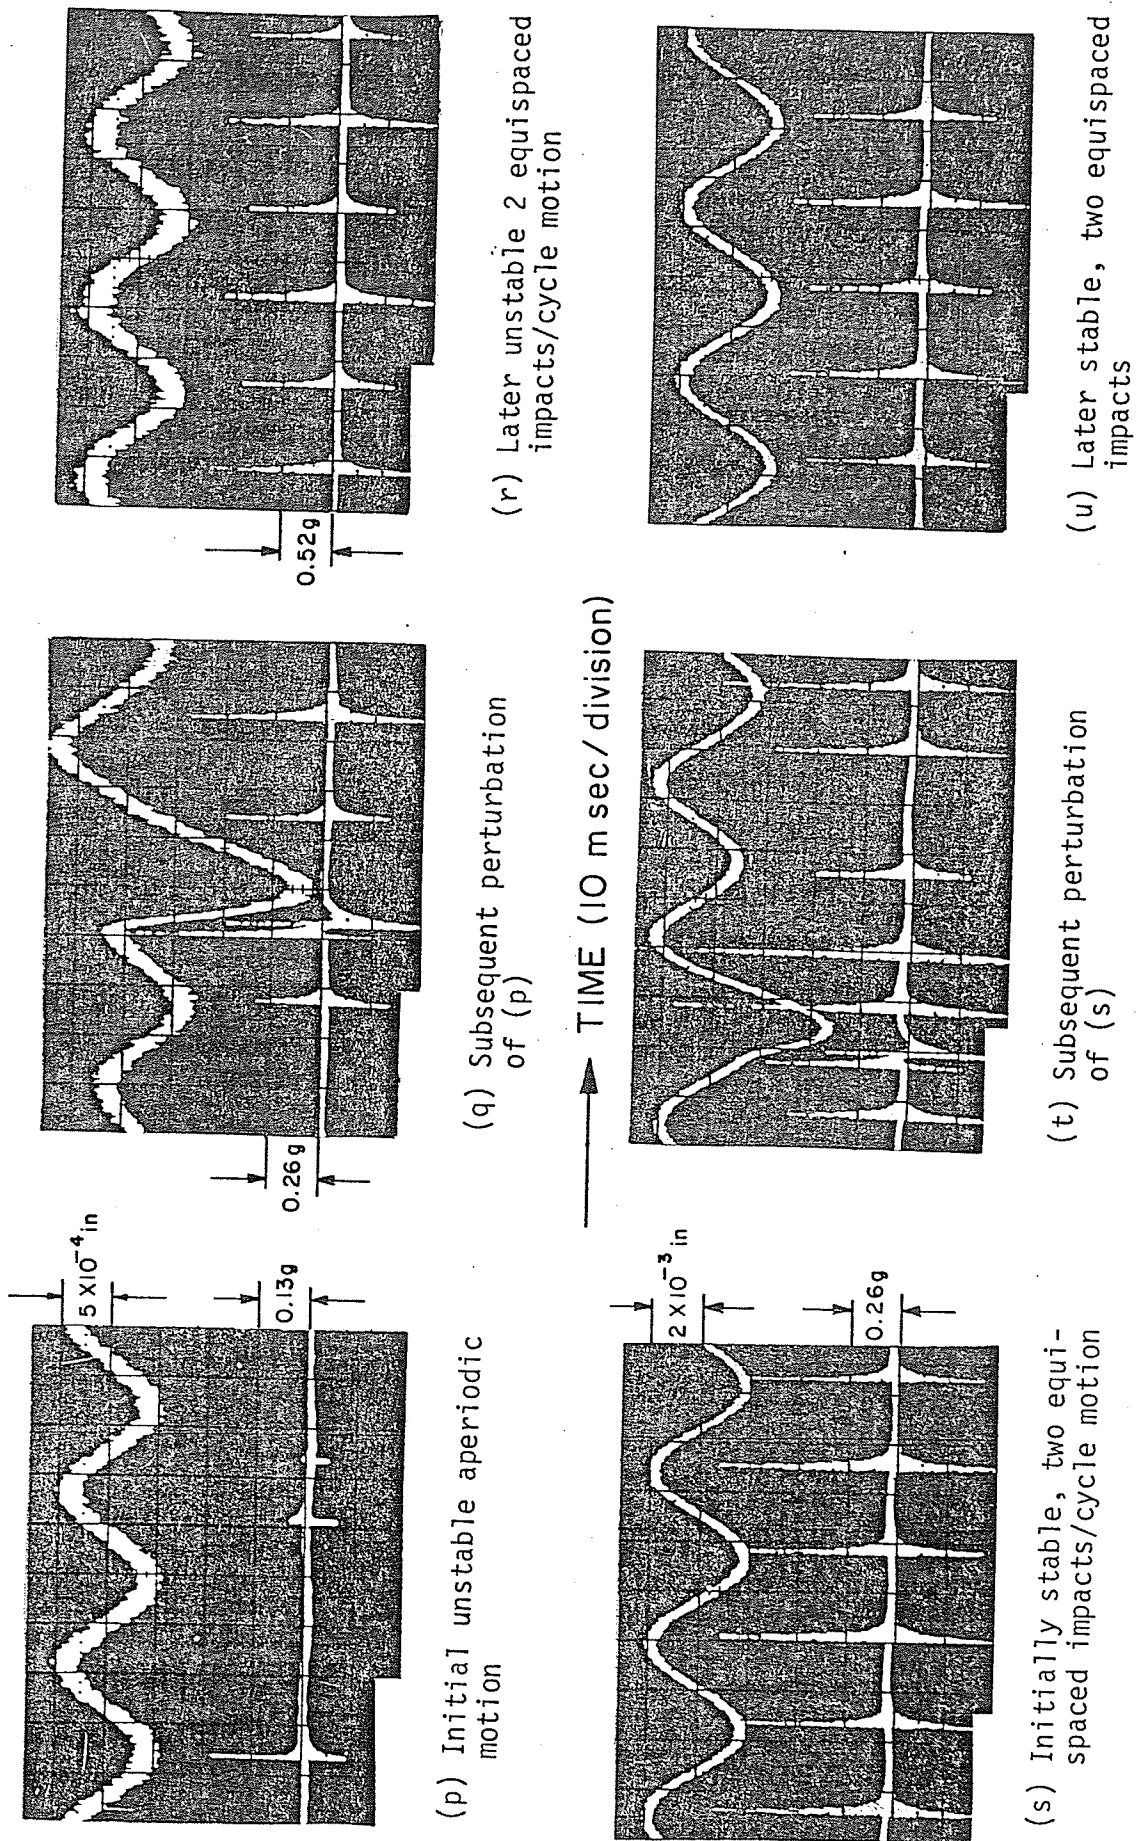 5 X10⁻⁴ in
0.13g
(p) Initial unstable aperiodic
motion
0.26g
(q) Subsequent perturbation
of (p)
0.52g
(r) Later unstable 2 equispaced
impacts/cycle motion
TIME (10 m sec/division)
2 X 10⁻³ in
0.26g
(s) Initially stable, two equi-
spaced impacts/cycle motion
(t) Subsequent perturbation
of (s)
(u) Later stable, two equispaced
impacts